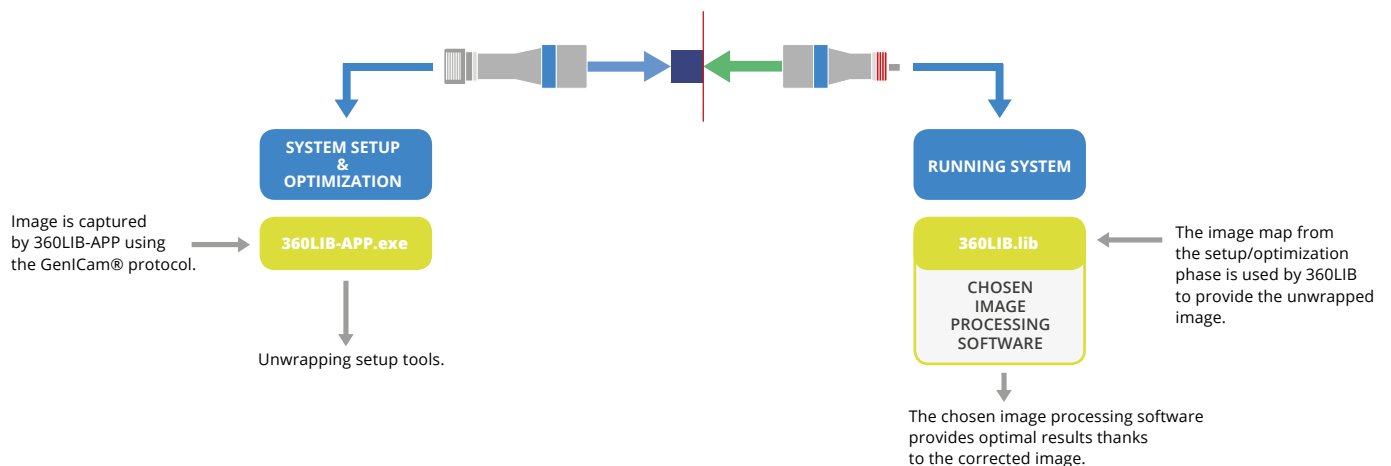 SYSTEM SETUP
&
OPTIMIZATION
RUNNING SYSTEM
Image is captured
by 360LIB-APP using
the GenICam® protocol.
360LIB-APP.exe
Unwrapping setup tools.
360LIB.lib
CHOSEN
IMAGE
PROCESSING
SOFTWARE
The image map from
the setup/optimization
phase is used by 360LIB
to provide the unwrapped
image.
The chosen image processing software
provides optimal results thanks
to the corrected image.